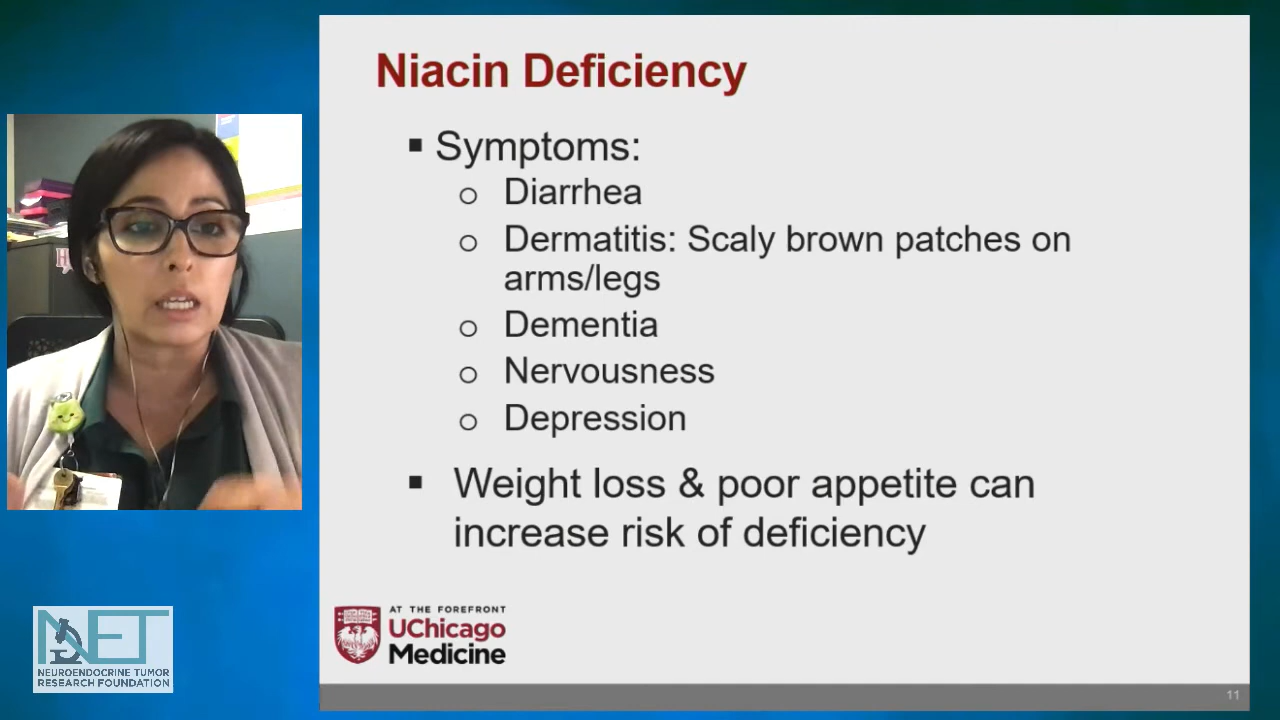 Niacin Deficiency
▪ Symptoms:
o Diarrhea
o Dermatitis: Scaly brown patches on
arms/legs
o Dementia
o Nervousness
o Depression
▪ Weight loss & poor appetite can
increase risk of deficiency
AT THE FOREFRONT
UChicago
Medicine
NET
NEUROENDOCRINE TUMOR
RESEARCH FOUNDATION
11